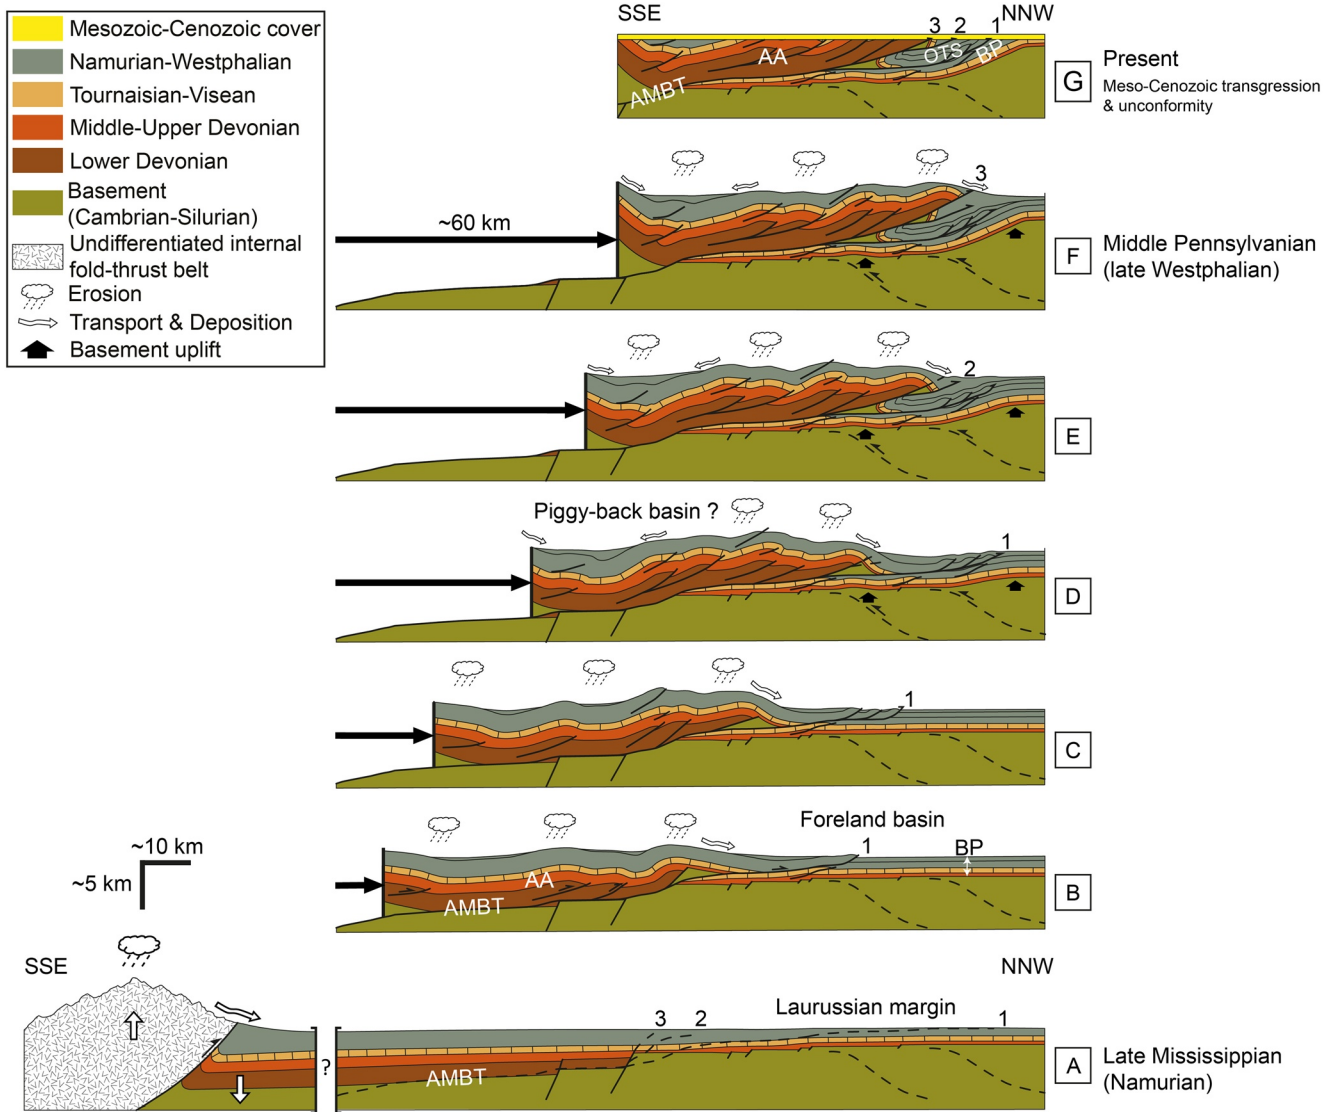 Mesozoic-Cenozoic cover
Namurian-Westphalian
Tournaisian-Visean
Middle-Upper Devonian
Lower Devonian
Basement
(Cambrian-Silurian)
Undifferentiated internal
fold-thrust belt
Erosion
Transport & Deposition
Basement uplift
SSE
NNW
3 2 1
AA
OTS
BP
AMBT
G
Present
Meso-Cenozoic transgression
& unconformity
3
~60 km
F
Middle Pennsylvanian
(late Westphalian)
2
E
Piggy-back basin ?
1
D
1
C
~10 km
~5 km
Foreland basin
1
BP
AA
AMBT
B
SSE
NNW
Laurussian margin
3 2 1
?
AMBT
A
Late Mississippian
(Namurian)